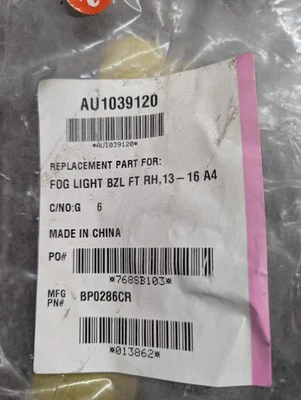 AU1039120
*AU1039120*
REPLACEMENT PART FOR:
FOG LIGHT BZL FT RH,13-16 A4
C/NO:G 6
MADE IN CHINA
PO#
*768SB103*
MFG PN# BP0286CR
*013862*